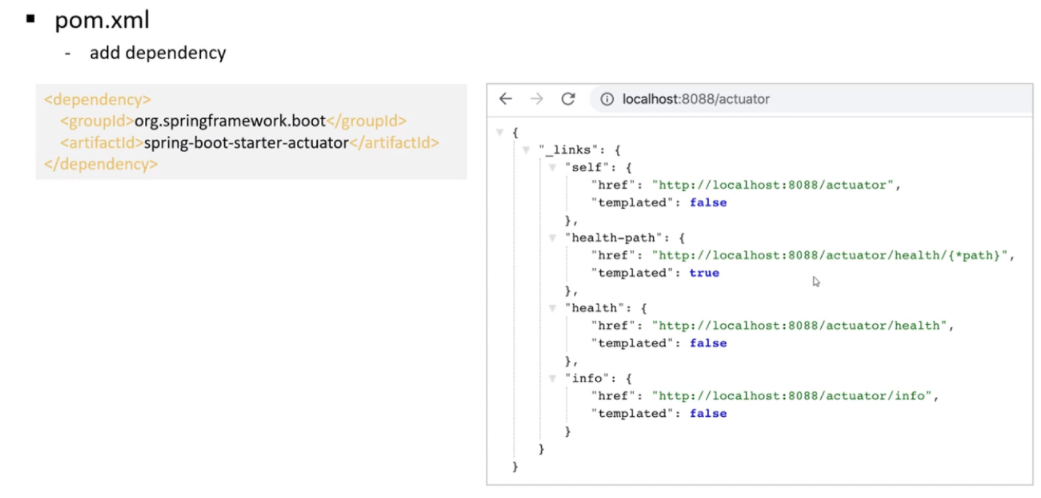 ▪ pom.xml
- add dependency
<dependency>
<groupId>org.springframework.boot</groupId>
<artifactId>spring-boot-starter-actuator</artifactId>
</dependency>
localhost:8088/actuator
{
"_links": {
"self": {
"href": "http://localhost:8088/actuator",
"templated": false
},
"health-path": {
"href": "http://localhost:8088/actuator/health/{*path}",
"templated": true
},
"health": {
"href": "http://localhost:8088/actuator/health",
"templated": false
},
"info": {
"href": "http://localhost:8088/actuator/info",
"templated": false
}
}
}